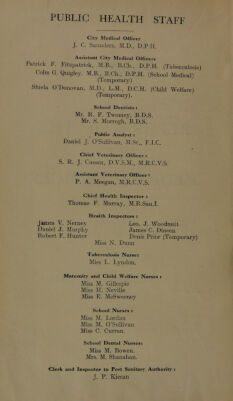 PUBLIC HEALTH STAFF
City Medical Officer
J. C. Saunders, M.D., D.P.H.
Assistant City Medical Officers
Patrick F. Fitzpatrick, M.B., B.Ch., D.P.H. (Tuberculosis)
Colm G. Quigley, M.B., B.Ch., D.P.H. (School Medical)
(Temporary)
Shiela O'Donovan, M.D., L.M., D.C.H. (Child Welfare)
(Temporary).
School Dentists:
Mr. R. F. Twomey, B.D.S.
Mr. S. Murrogh, B.D.S.
Public Analyst:
Daniel J. O'Sullivan, M.Sc., F.I.C.
Chief Veterinary Officer:
S. R. J. Cussen, D.V.S.M., M.R.C.V.S.
Assistant Veterinary Officer:
P. A. Meegan, M.R.C.V.S.
Chief Health Inspector:
Thomas F. Murray, M.R.San.I.
Health Inspectors:
James V. Nerney Leo. J. Woodnutt
Daniel J. Murphy James C. Dineen
Robert F. Hunter Denis Prior (Temporary)
Miss N. Dunn
Tuberculosis Nurse:
Miss L. Lyndon.
Maternity and Child Welfare Nurses:
Miss M. Gillespie
Miss H. Neville
Miss E. McSweeney
School Nurses:
Miss M. Lordan
Miss M. O'Sullivan
Miss C. Curran.
School Dental Nurses:
Miss M. Bowen.
Mrs. M. Shanahan.
Clerk and Inspector to Port Sanitary Authority:
J. P. Kieran